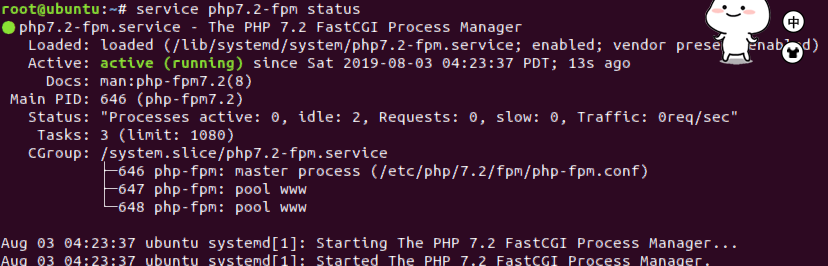 root@ubuntu:~# service php7.2-fpm status
●php7.2-fpm.service - The PHP 7.2 FastCGI Process Manager
中
   Loaded: loaded (/lib/systemd/system/php7.2-fpm.service; enabled; vendor prese enabled)
   Active: active (running) since Sat 2019-08-03 04:23:37 PDT; 13s ago
     Docs: man:php-fpm7.2(8)
 Main PID: 646 (php-fpm7.2)
   Status: "Processes active: 0, idle: 2, Requests: 0, slow: 0, Traffic: 0req/sec"
    Tasks: 3 (limit: 1080)
   CGroup: /system.slice/php7.2-fpm.service
           ├─646 php-fpm: master process (/etc/php/7.2/fpm/php-fpm.conf)
           ├─647 php-fpm: pool www
           └─648 php-fpm: pool www
Aug 03 04:23:37 ubuntu systemd[1]: Starting The PHP 7.2 FastCGI Process Manager...
Aug 03 04:23:37 ubuntu systemd[1]: Started The PHP 7.2 FastCGI Process Manager.